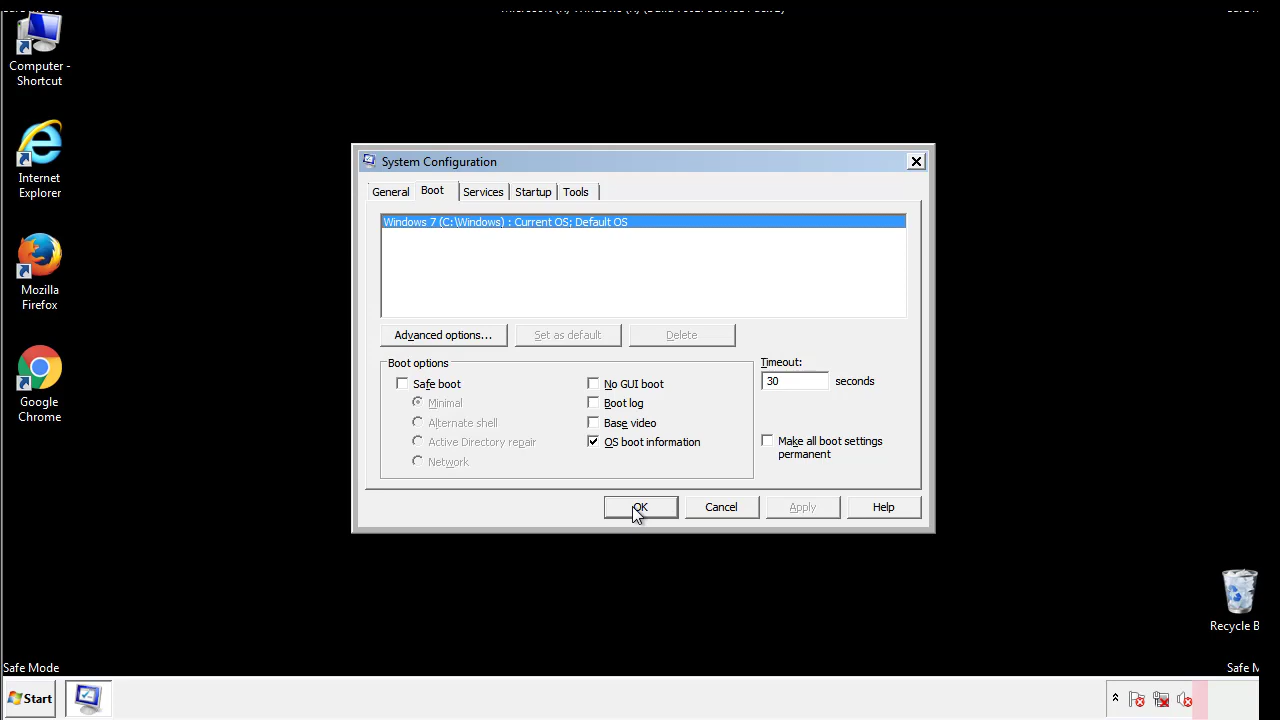 Computer -
Shortcut
Internet
Explorer
Mozilla
Firefox
Google
Chrome
System Configuration
General
Boot
Services
Startup
Tools
Windows 7 (C:\Windows) : Current OS; Default OS
Advanced options...
Set as default
Delete
Boot options
Safe boot
Minimal
Alternate shell
Active Directory repair
Network
No GUI boot
Boot log
Base video
OS boot information
Timeout:
30 seconds
Make all boot settings
permanent
OK
Cancel
Apply
Help
Recycle B
Safe Mode
Safe M
Start